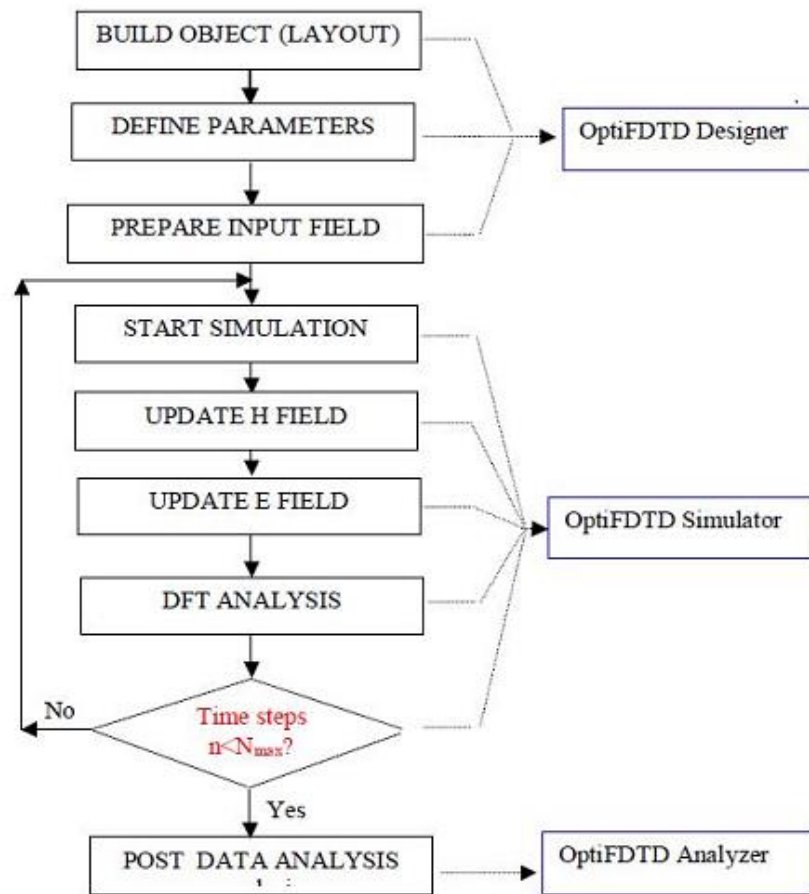 BUILD OBJECT (LAYOUT)
DEFINE PARAMETERS
OptiFDTD Designer
PREPARE INPUT FIELD
START SIMULATION
UPDATE H FIELD
UPDATE E FIELD
OptiFDTD Simulator
DFT ANALYSIS
No
Time steps
n<Nmax?
Yes
POST DATA ANALYSIS
OptiFDTD Analyzer